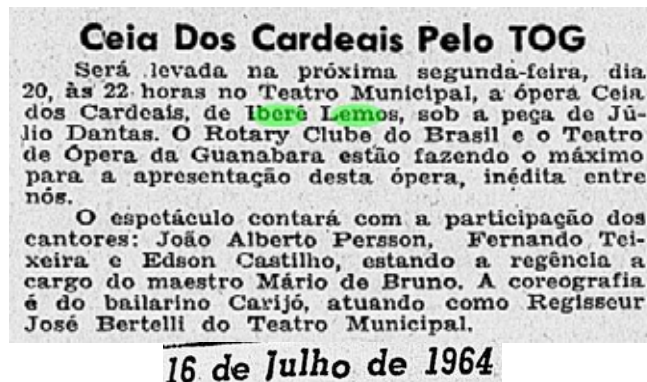 Ceia Dos Cardeais Pelo TOG
Será levada na próxima segunda-feira, dia
20, às 22 horas no Teatro Municipal, a ópera Ceia
dos Cardeais, de Iberê Lemos, sob a peça de Jú-
lio Dantas. O Rotary Clube do Brasil e o Teatro
de Ópera da Guanabara estão fazendo o máximo
para a apresentação desta ópera, inédita entre
nós.
O espetáculo contará com a participação dos
cantores: João Alberto Persson, Fernando Tei-
xeira e Edson Castilho, estando a regência a
cargo do maestro Mário de Bruno. A coreografia
é do bailarino Carijó, atuando como Regisseur
José Bertelli do Teatro Municipal.
16 de Julho de 1964